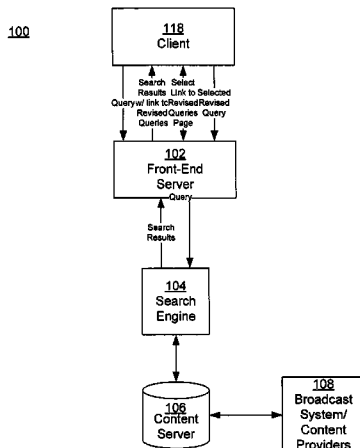 100
118
Client
Search Select
Results Link to Selected
Query w/ link to Revised Revised
Revised Queries Query
Queries Page
102
Front-End
Server
Query
Search
Results
104
Search
Engine
106
Content
Server
108
Broadcast
System/
Content
Providers